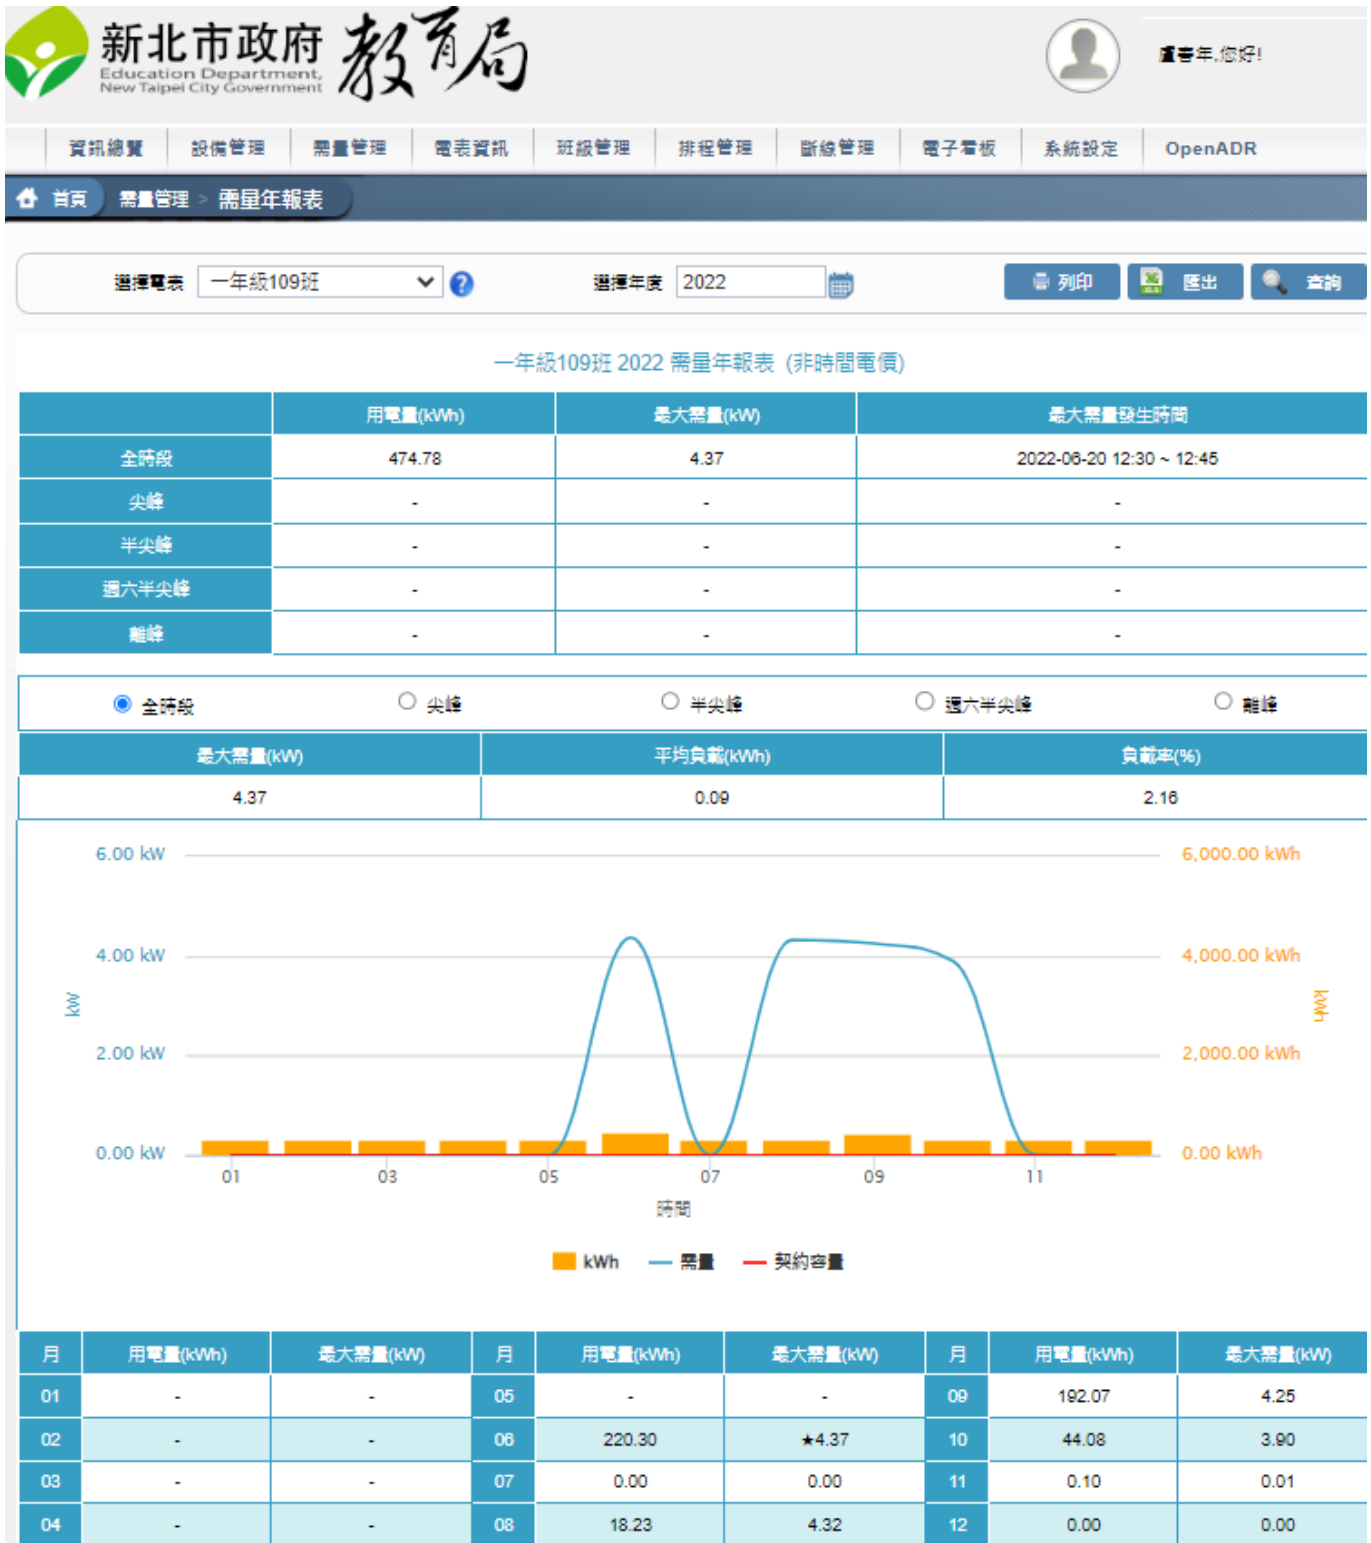 新北市政府 教育局
Education Department,
New Taipei City Government
盧春年,您好!
資訊總覽 設備管理 需量管理 電表資訊 班級管理 排程管理 斷線管理 電子看板 系統設定 OpenADR
首頁 需量管理 > 需量年報表
選擇電表 一年級109班 ? 選擇年度 2022 列印 匯出 查詢
一年級109班 2022 需量年報表 (非時間電價)
用電量(kWh) 最大需量(kW) 最大需量發生時間
全時段 474.78 4.37 2022-06-20 12:30 ~ 12:45
尖峰 - - -
半尖峰 - - -
週六半尖峰 - - -
離峰 - - -
全時段 尖峰 半尖峰 週六半尖峰 離峰
最大需量(kW) 平均負載(kWh) 負載率(%)
4.37 0.09 2.16
6.00 kW 6,000.00 kWh
4.00 kW 4,000.00 kWh
kW kWh
2.00 kW 2,000.00 kWh
0.00 kW 0.00 kWh
01 03 05 07 09 11
時間
kWh 需量 契約容量
月 用電量(kWh) 最大需量(kW) 月 用電量(kWh) 最大需量(kW) 月 用電量(kWh) 最大需量(kW)
01 - - 05 - - 09 192.07 4.25
02 - - 06 220.30 ★4.37 10 44.08 3.90
03 - - 07 0.00 0.00 11 0.10 0.01
04 - - 08 18.23 4.32 12 0.00 0.00